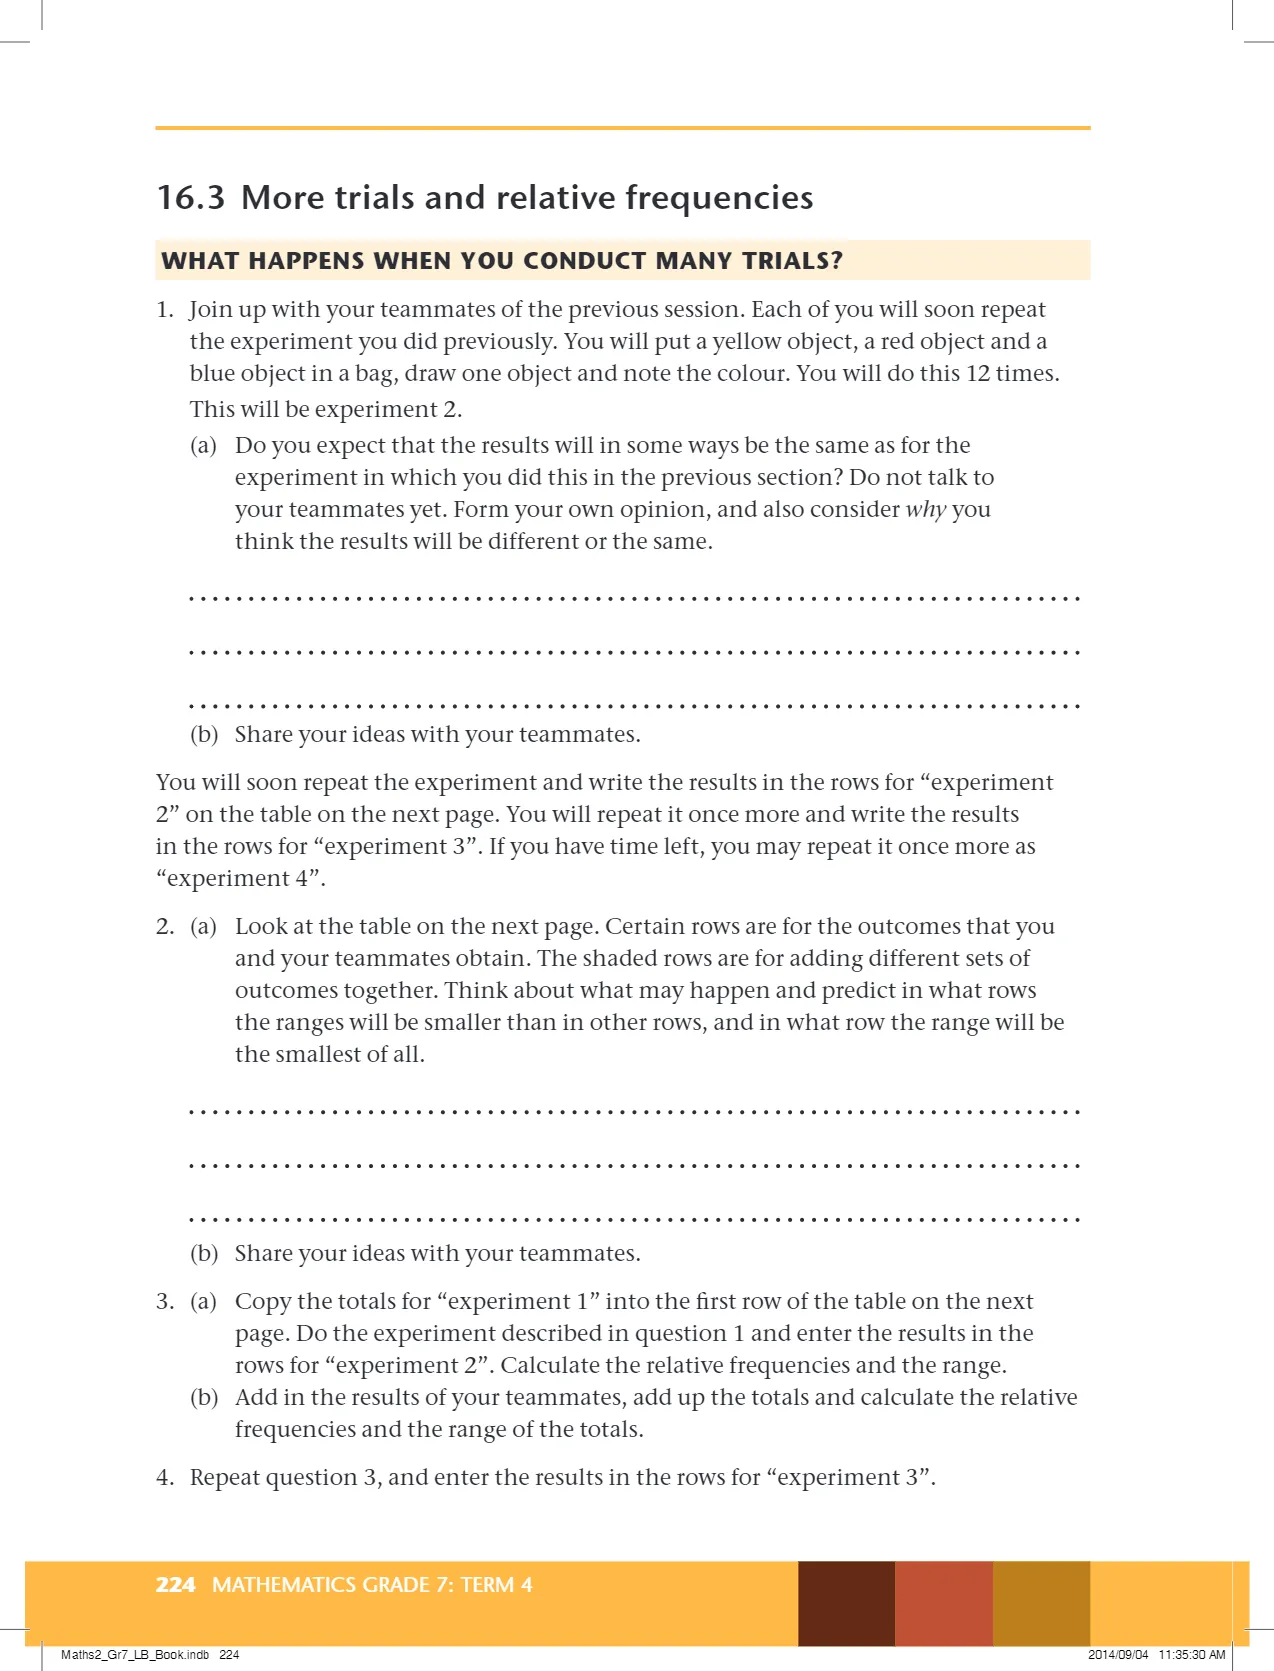 16.3 More trials and relative frequencies
WHAT HAPPENS WHEN YOU CONDUCT MANY TRIALS?
1. Join up with your teammates of the previous session. Each of you will soon repeat
the experiment you did previously. You will put a yellow object, a red object and a
blue object in a bag, draw one object and note the colour. You will do this 12 times.
This will be experiment 2.
(a) Do you expect that the results will in some ways be the same as for the
experiment in which you did this in the previous section? Do not talk to
your teammates yet. Form your own opinion, and also consider why you
think the results will be different or the same.
(b) Share your ideas with your teammates.
You will soon repeat the experiment and write the results in the rows for “experiment
2” on the table on the next page. You will repeat it once more and write the results
in the rows for “experiment 3”. If you have time left, you may repeat it once more as
“experiment 4”.
2. (a) Look at the table on the next page. Certain rows are for the outcomes that you
and your teammates obtain. The shaded rows are for adding different sets of
outcomes together. Think about what may happen and predict in what rows
the ranges will be smaller than in other rows, and in what row the range will be
the smallest of all.
(b) Share your ideas with your teammates.
3. (a) Copy the totals for “experiment 1” into the first row of the table on the next
page. Do the experiment described in question 1 and enter the results in the
rows for “experiment 2”. Calculate the relative frequencies and the range.
(b) Add in the results of your teammates, add up the totals and calculate the relative
frequencies and the range of the totals.
4. Repeat question 3, and enter the results in the rows for “experiment 3”.
224 MATHEMATICS GRADE 7: TERM 4
Maths2_Gr7_LB_Book.indb 224
2014/09/04 11:35:30 AM